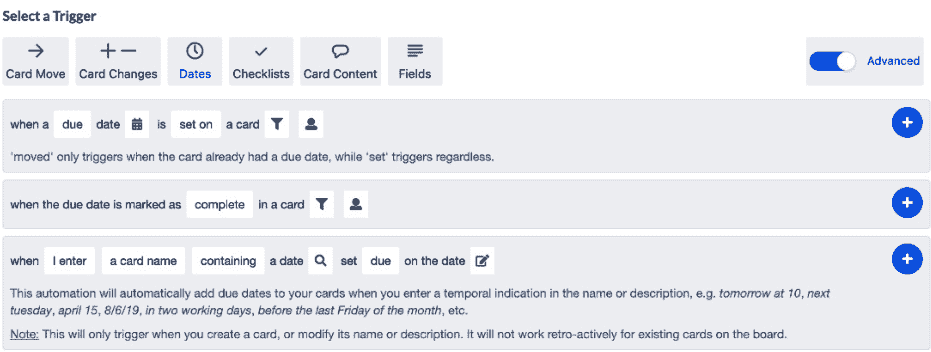 Select a Trigger
Card Move Card Changes Dates Checklists Card Content Fields Advanced
when a due date is set on a card
'moved' only triggers when the card already had a due date, while 'set' triggers regardless.
when the due date is marked as complete in a card
when I enter a card name containing a date set due on the date
This automation will automatically add due dates to your cards when you enter a temporal indication in the name or description, e.g. tomorrow at 10, next
tuesday, april 15, 8/6/19, in two working days, before the last Friday of the month, etc.
Note: This will only trigger when you create a card, or modify its name or description. It will not work retro-actively for existing cards on the board.